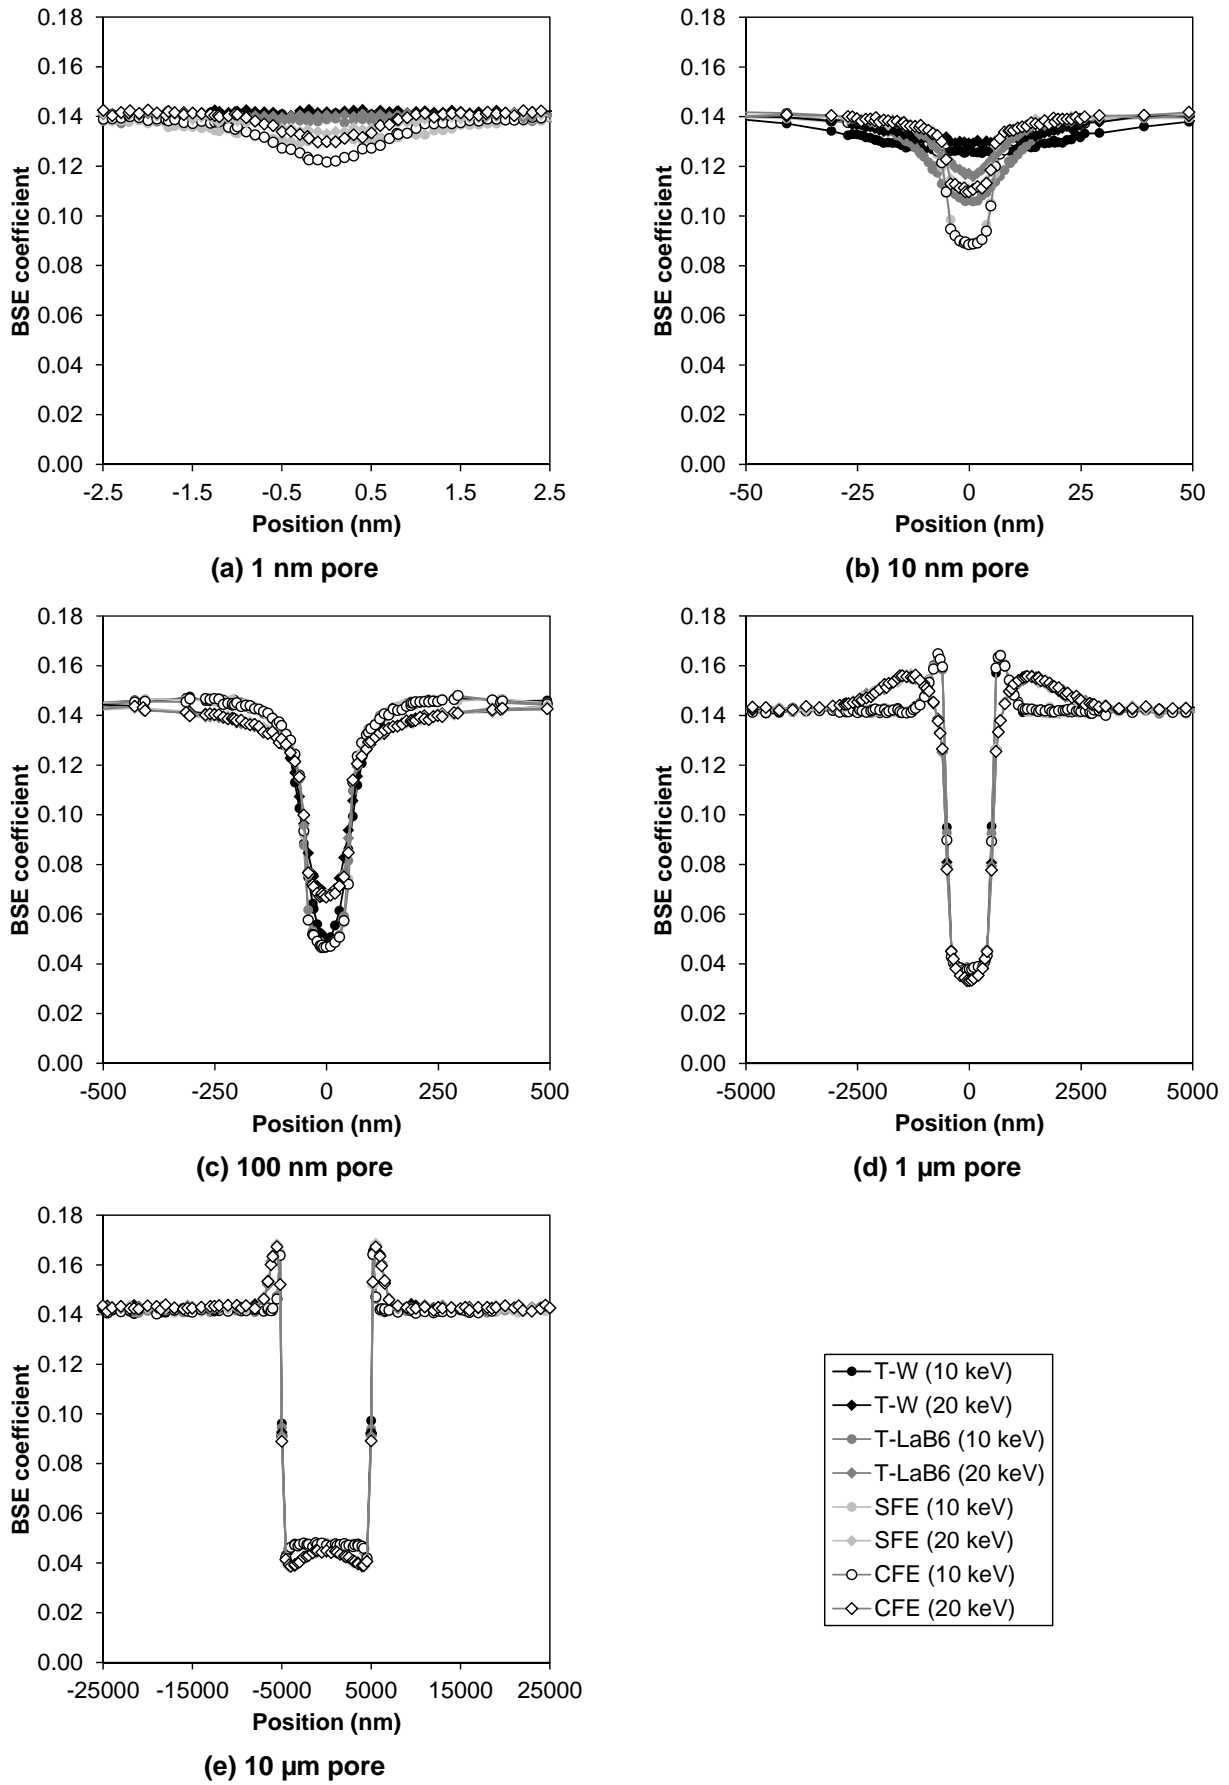 0.18
0.16
0.14
0.12
0.10
0.08
0.06
0.04
0.02
0.00
BSE coefficient
-2.5 -1.5 -0.5 0.5 1.5 2.5
Position (nm)
(a) 1 nm pore
0.18
0.16
0.14
0.12
0.10
0.08
0.06
0.04
0.02
0.00
BSE coefficient
-50 -25 0 25 50
Position (nm)
(b) 10 nm pore
0.18
0.16
0.14
0.12
0.10
0.08
0.06
0.04
0.02
0.00
BSE coefficient
-500 -250 0 250 500
Position (nm)
(c) 100 nm pore
0.18
0.16
0.14
0.12
0.10
0.08
0.06
0.04
0.02
0.00
BSE coefficient
-5000 -2500 0 2500 5000
Position (nm)
(d) 1 µm pore
0.18
0.16
0.14
0.12
0.10
0.08
0.06
0.04
0.02
0.00
BSE coefficient
-25000 -15000 -5000 5000 15000 25000
Position (nm)
(e) 10 µm pore
T-W (10 keV)
T-W (20 keV)
T-LaB6 (10 keV)
T-LaB6 (20 keV)
SFE (10 keV)
SFE (20 keV)
CFE (10 keV)
CFE (20 keV)